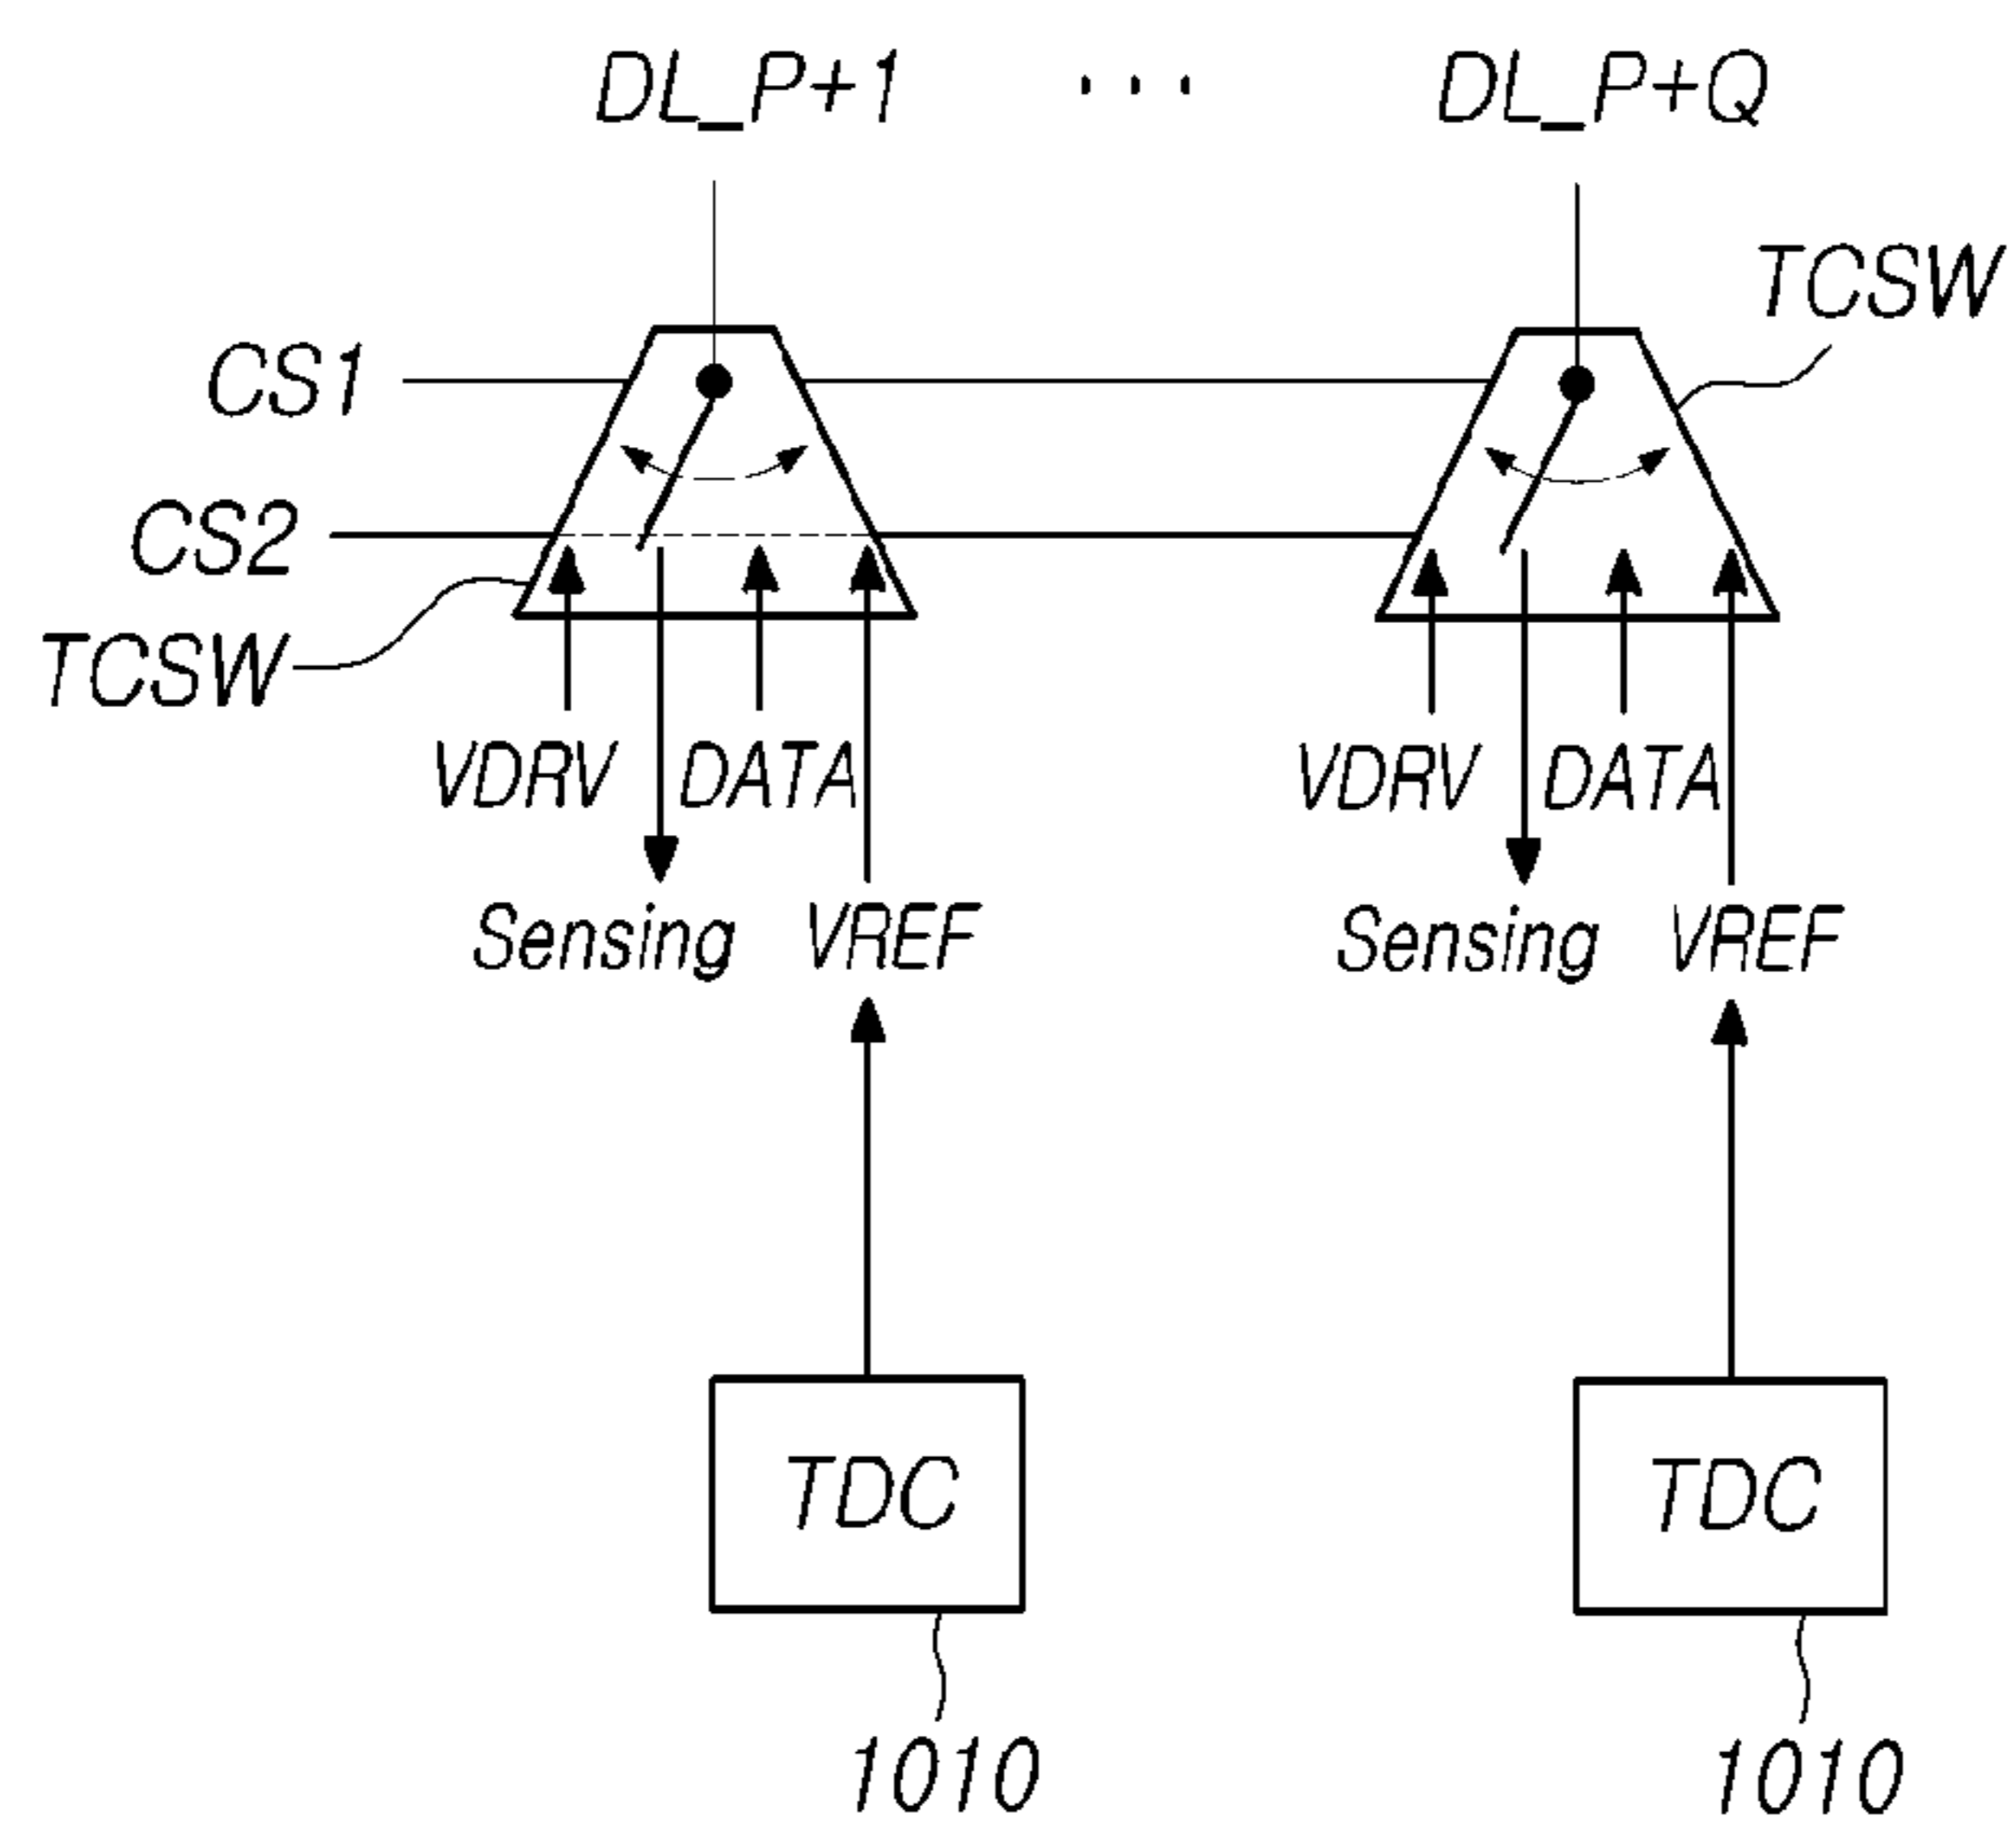 DL_P+1 ... DL_P+Q
TCSW
CS1
CS2
TCSW
VDRV DATA VDRV DATA
Sensing VREF Sensing VREF
TDC TDC
1010 1010